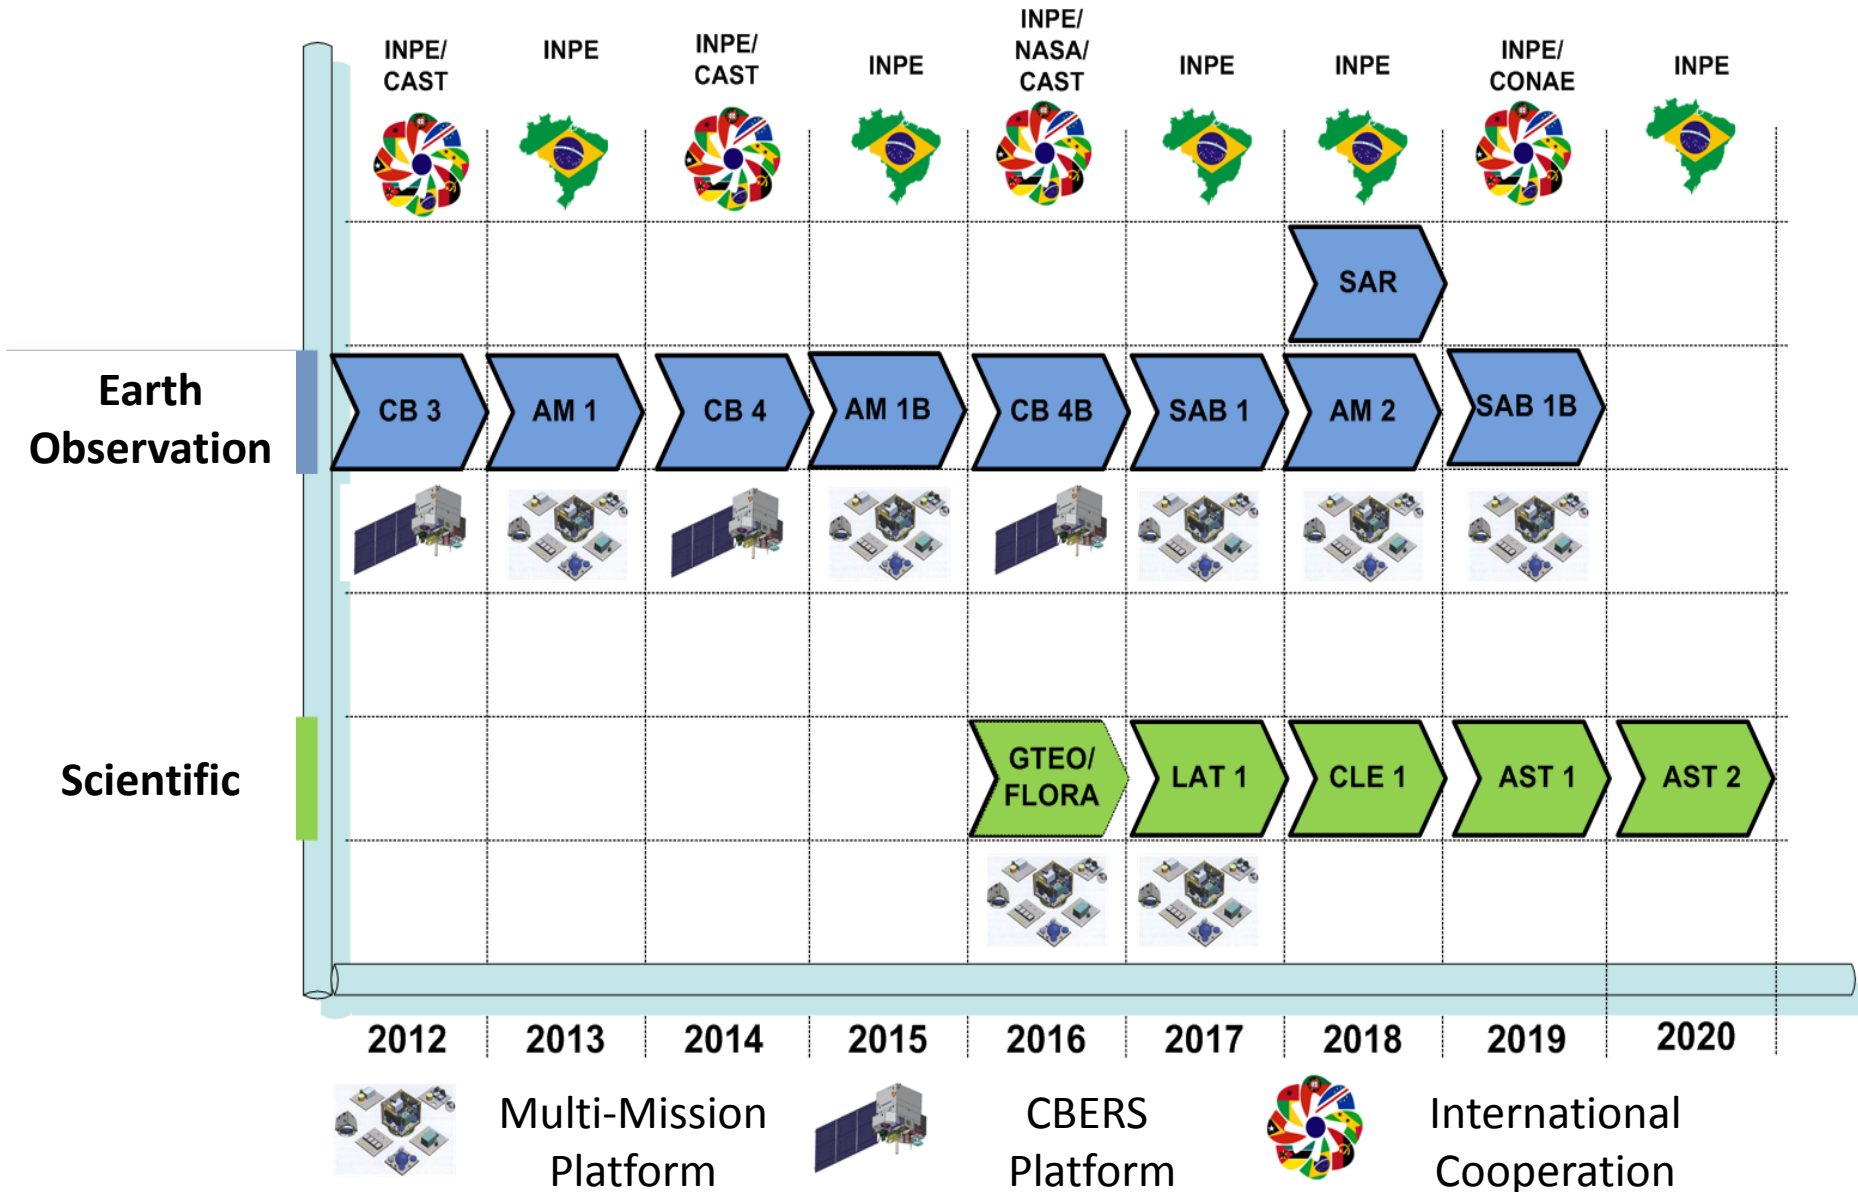 INPE/
CAST
INPE
INPE/
CAST
INPE
INPE/
NASA/
CAST
INPE
INPE
INPE/
CONAE
INPE
SAR
Earth
Observation
CB 3
AM 1
CB 4
AM 1B
CB 4B
SAB 1
AM 2
SAB 1B
Scientific
GTEO/
FLORA
LAT 1
CLE 1
AST 1
AST 2
2012
2013
2014
2015
2016
2017
2018
2019
2020
Multi-Mission
Platform
CBERS
Platform
International
Cooperation